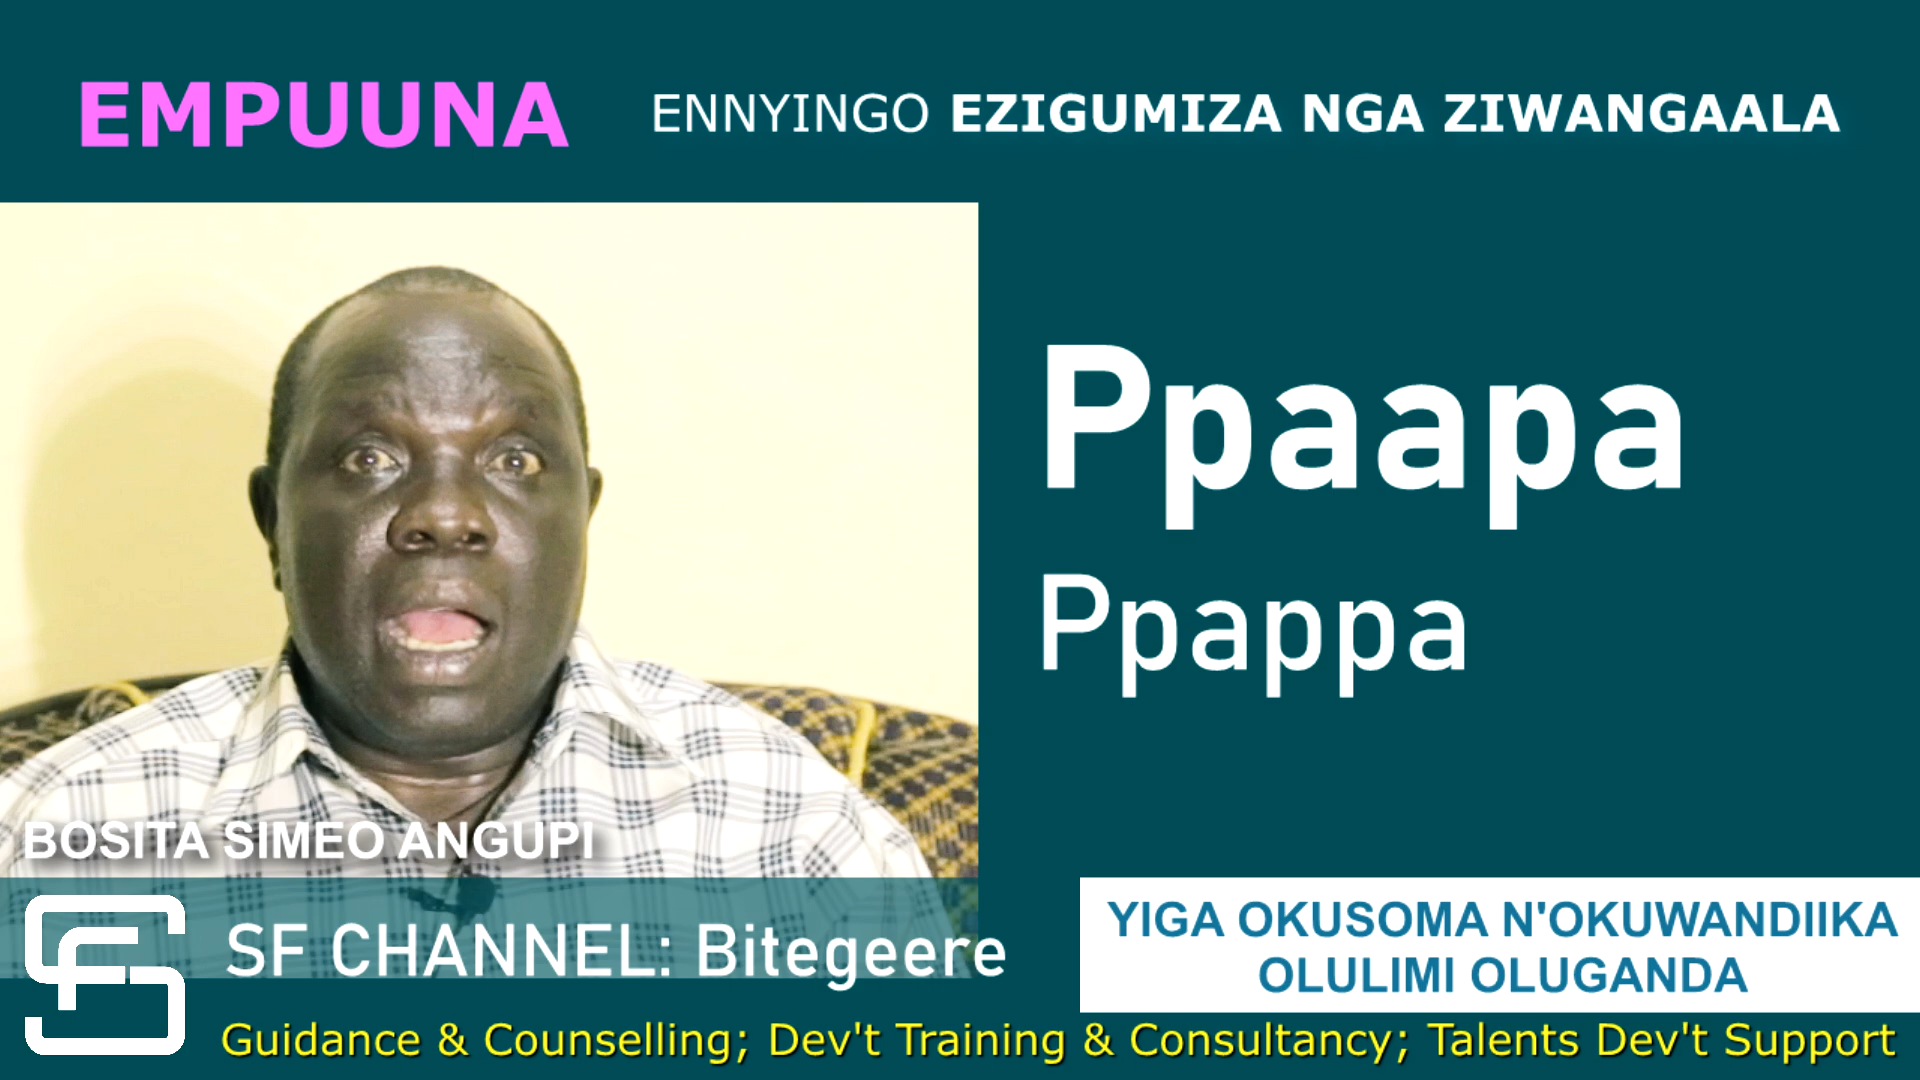 EMPUUNA
ENNYINGO EZIGUMIZA NGA ZIWANGAALA
Ppaapa
Ppappa
BOSITA SIMEO ANGUPI
SF CHANNEL: Bitegeere
YIGA OKUSOMA N'OKUWANDIIKA
OLULIMI OLUGANDA
Guidance & Counselling; Dev't Training & Consultancy; Talents Dev't Support